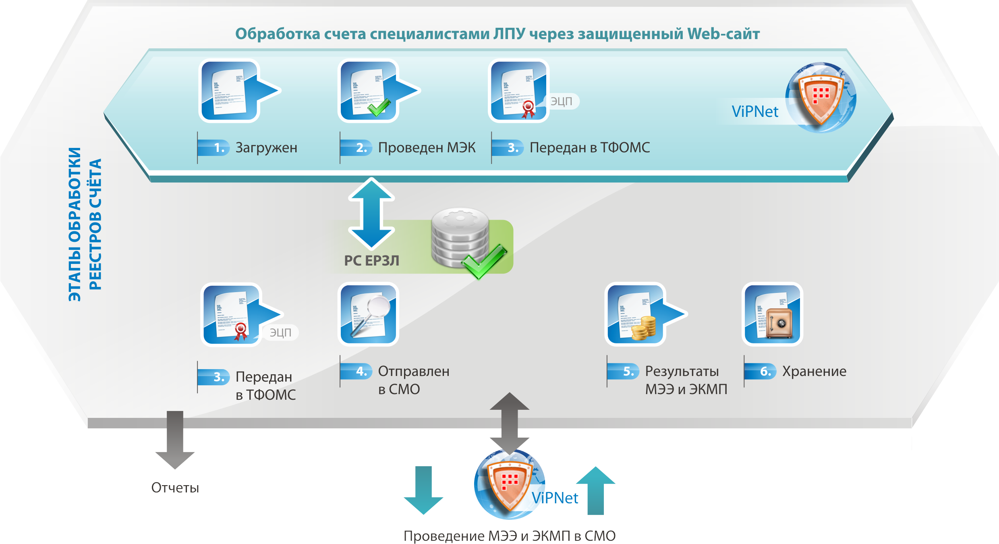 Обработка счета специалистами ЛПУ через защищенный Web-сайт
ЭЦП
ViPNet
1. Загружен
2. Проведен МЭК
3. Передан в ТФОМС
ЭТАПЫ ОБРАБОТКИ
РЕЕСТРОВ СЧЁТА
РС ЕРЗЛ
ЭЦП
3. Передан
в ТФОМС
4. Отправлен
в СМО
5. Результаты
МЭЭ и ЭКМП
6. Хранение
Отчеты
ViPNet
Проведение МЭЭ и ЭКМП в СМО